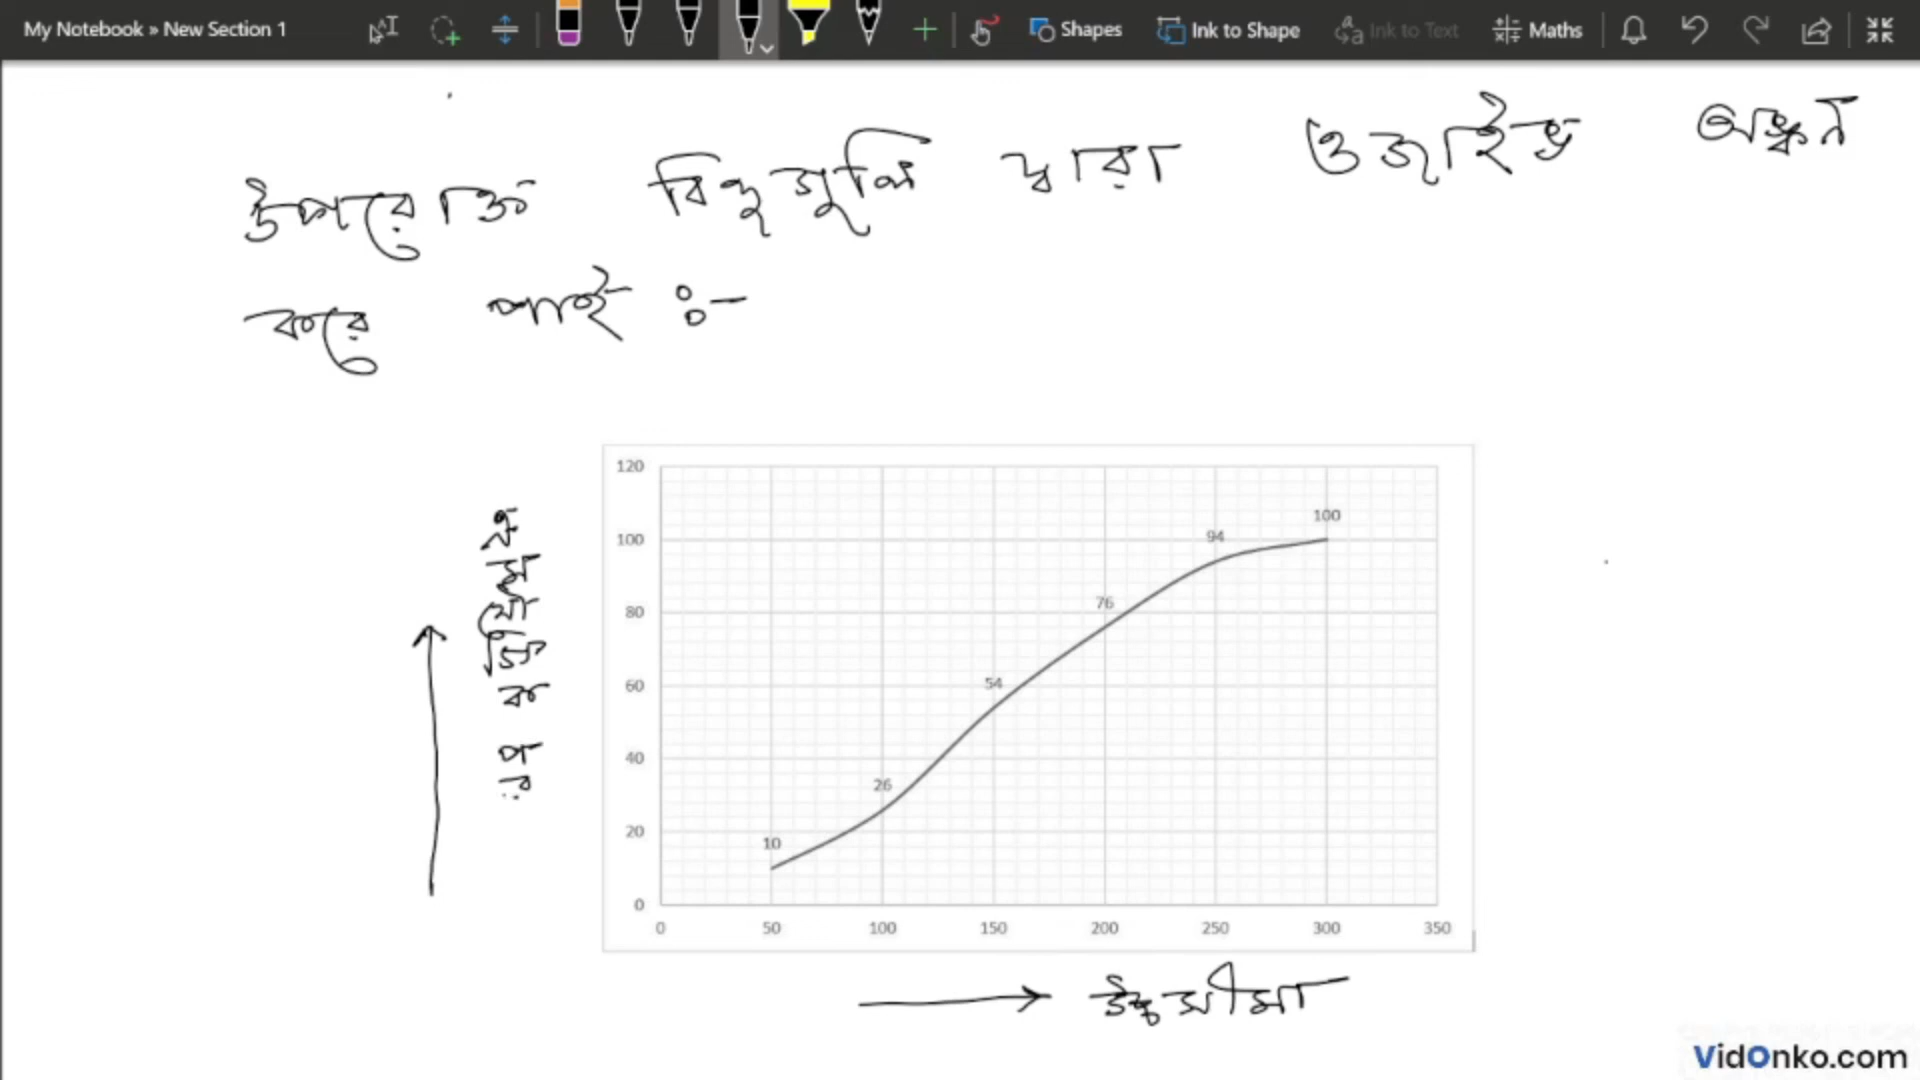 My Notebook » New Section 1
Shapes
Ink to Shape
Ink to Text
Maths
উপরোক্ত বিন্দুগুলি দ্বারা ওজাইভ অঙ্কন
করে পাই ঃ-
120
100
80
60
40
20
0
10
26
54
76
94
100
0 50 100 150 200 250 300 350
উচ্চসীমা
VidOnko.com